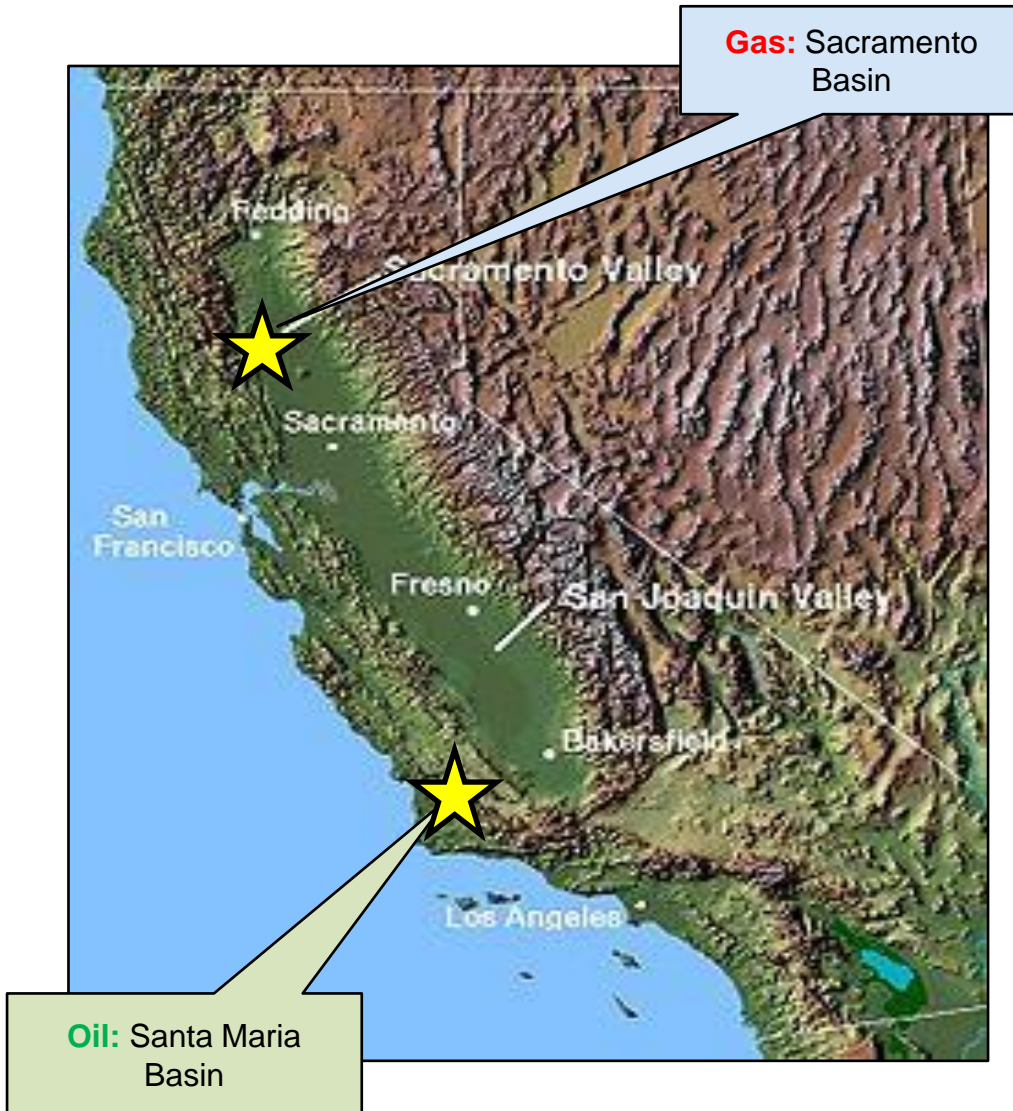 Gas: Sacramento
Basin
Redding
Sacramento Valley
Sacramento
San
Francisco
Fresno
San Joaquin Valley
Bakersfield
Los Angeles
Oil: Santa Maria
Basin